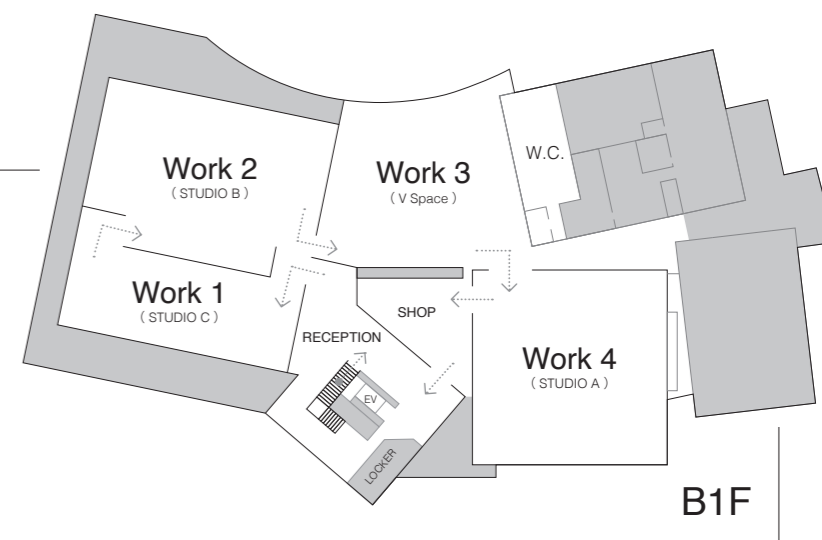 Work 2
( STUDIO B )
Work 3
( V Space )
W.C.
Work 1
( STUDIO C )
SHOP
RECEPTION
Work 4
( STUDIO A )
EV
LOCKER
B1F